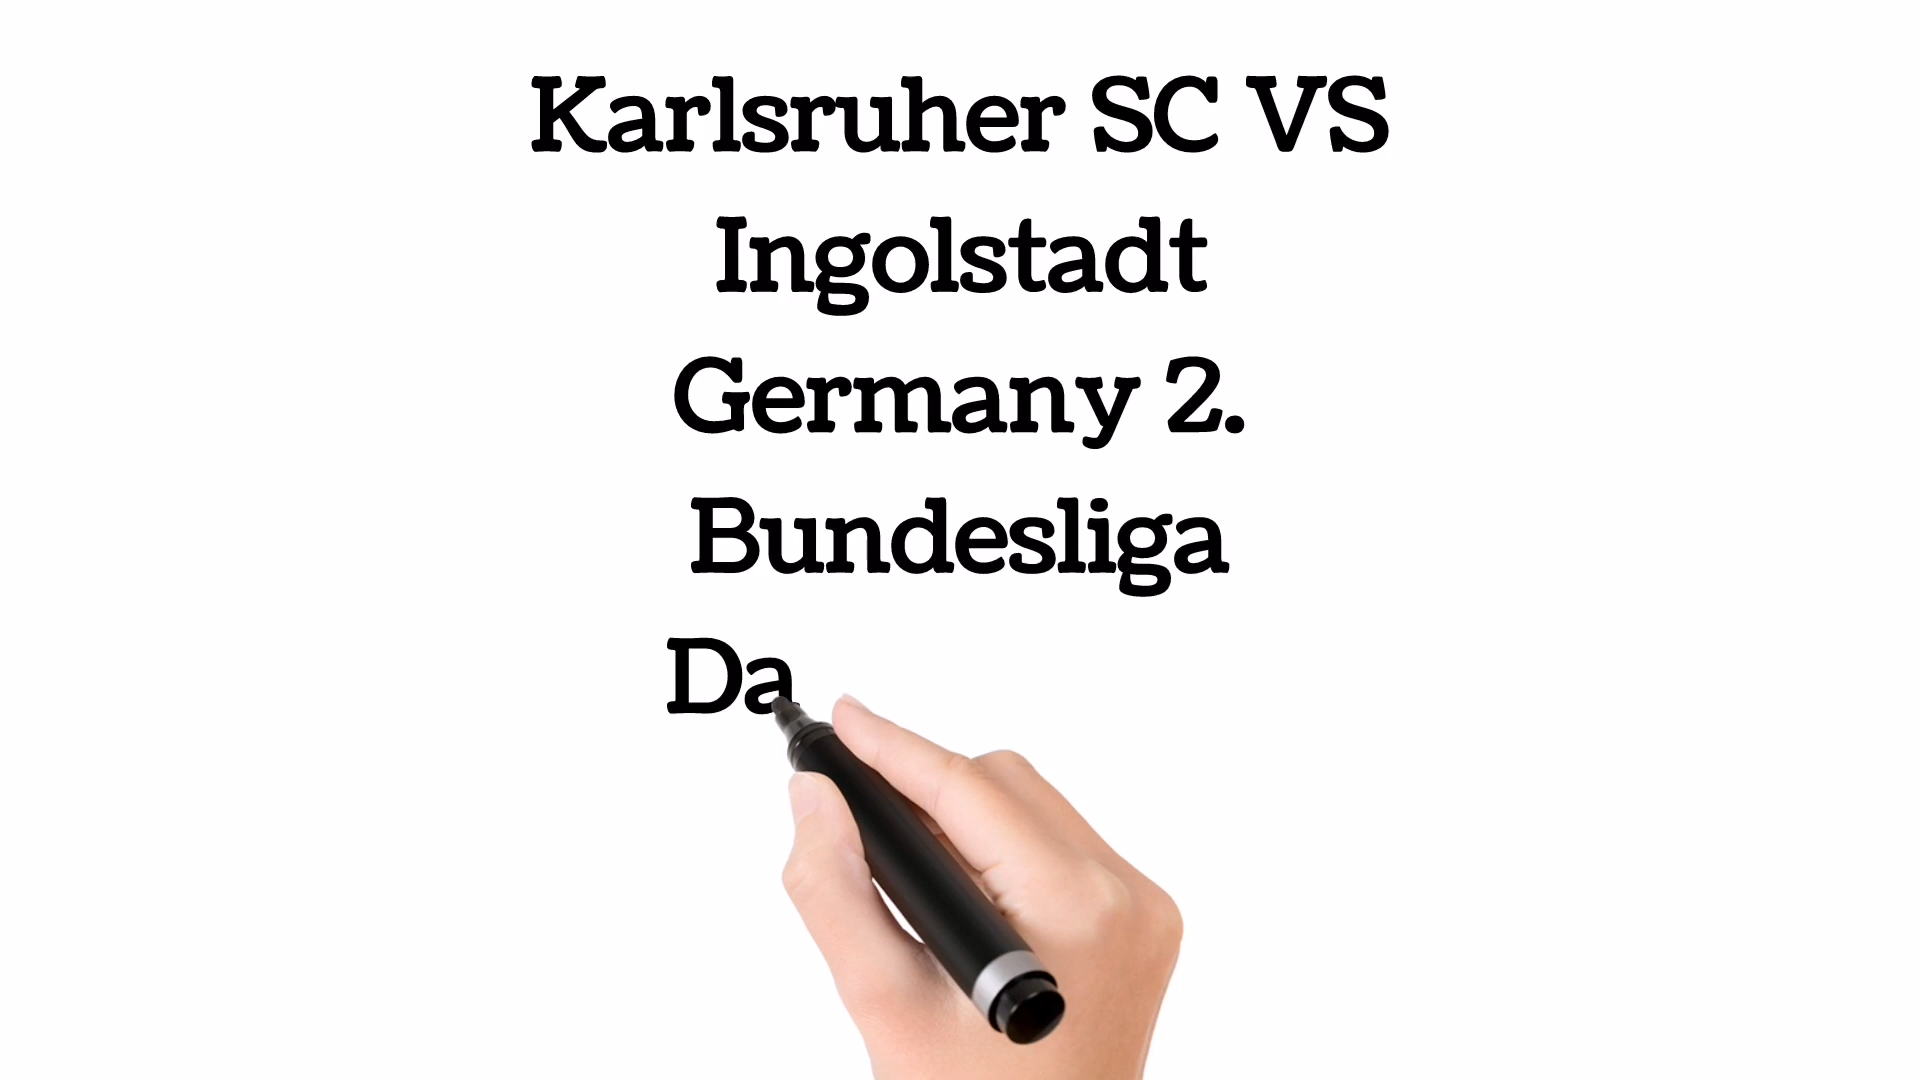 Karlsruher SC VS
Ingolstadt
Germany 2.
Bundesliga
Da